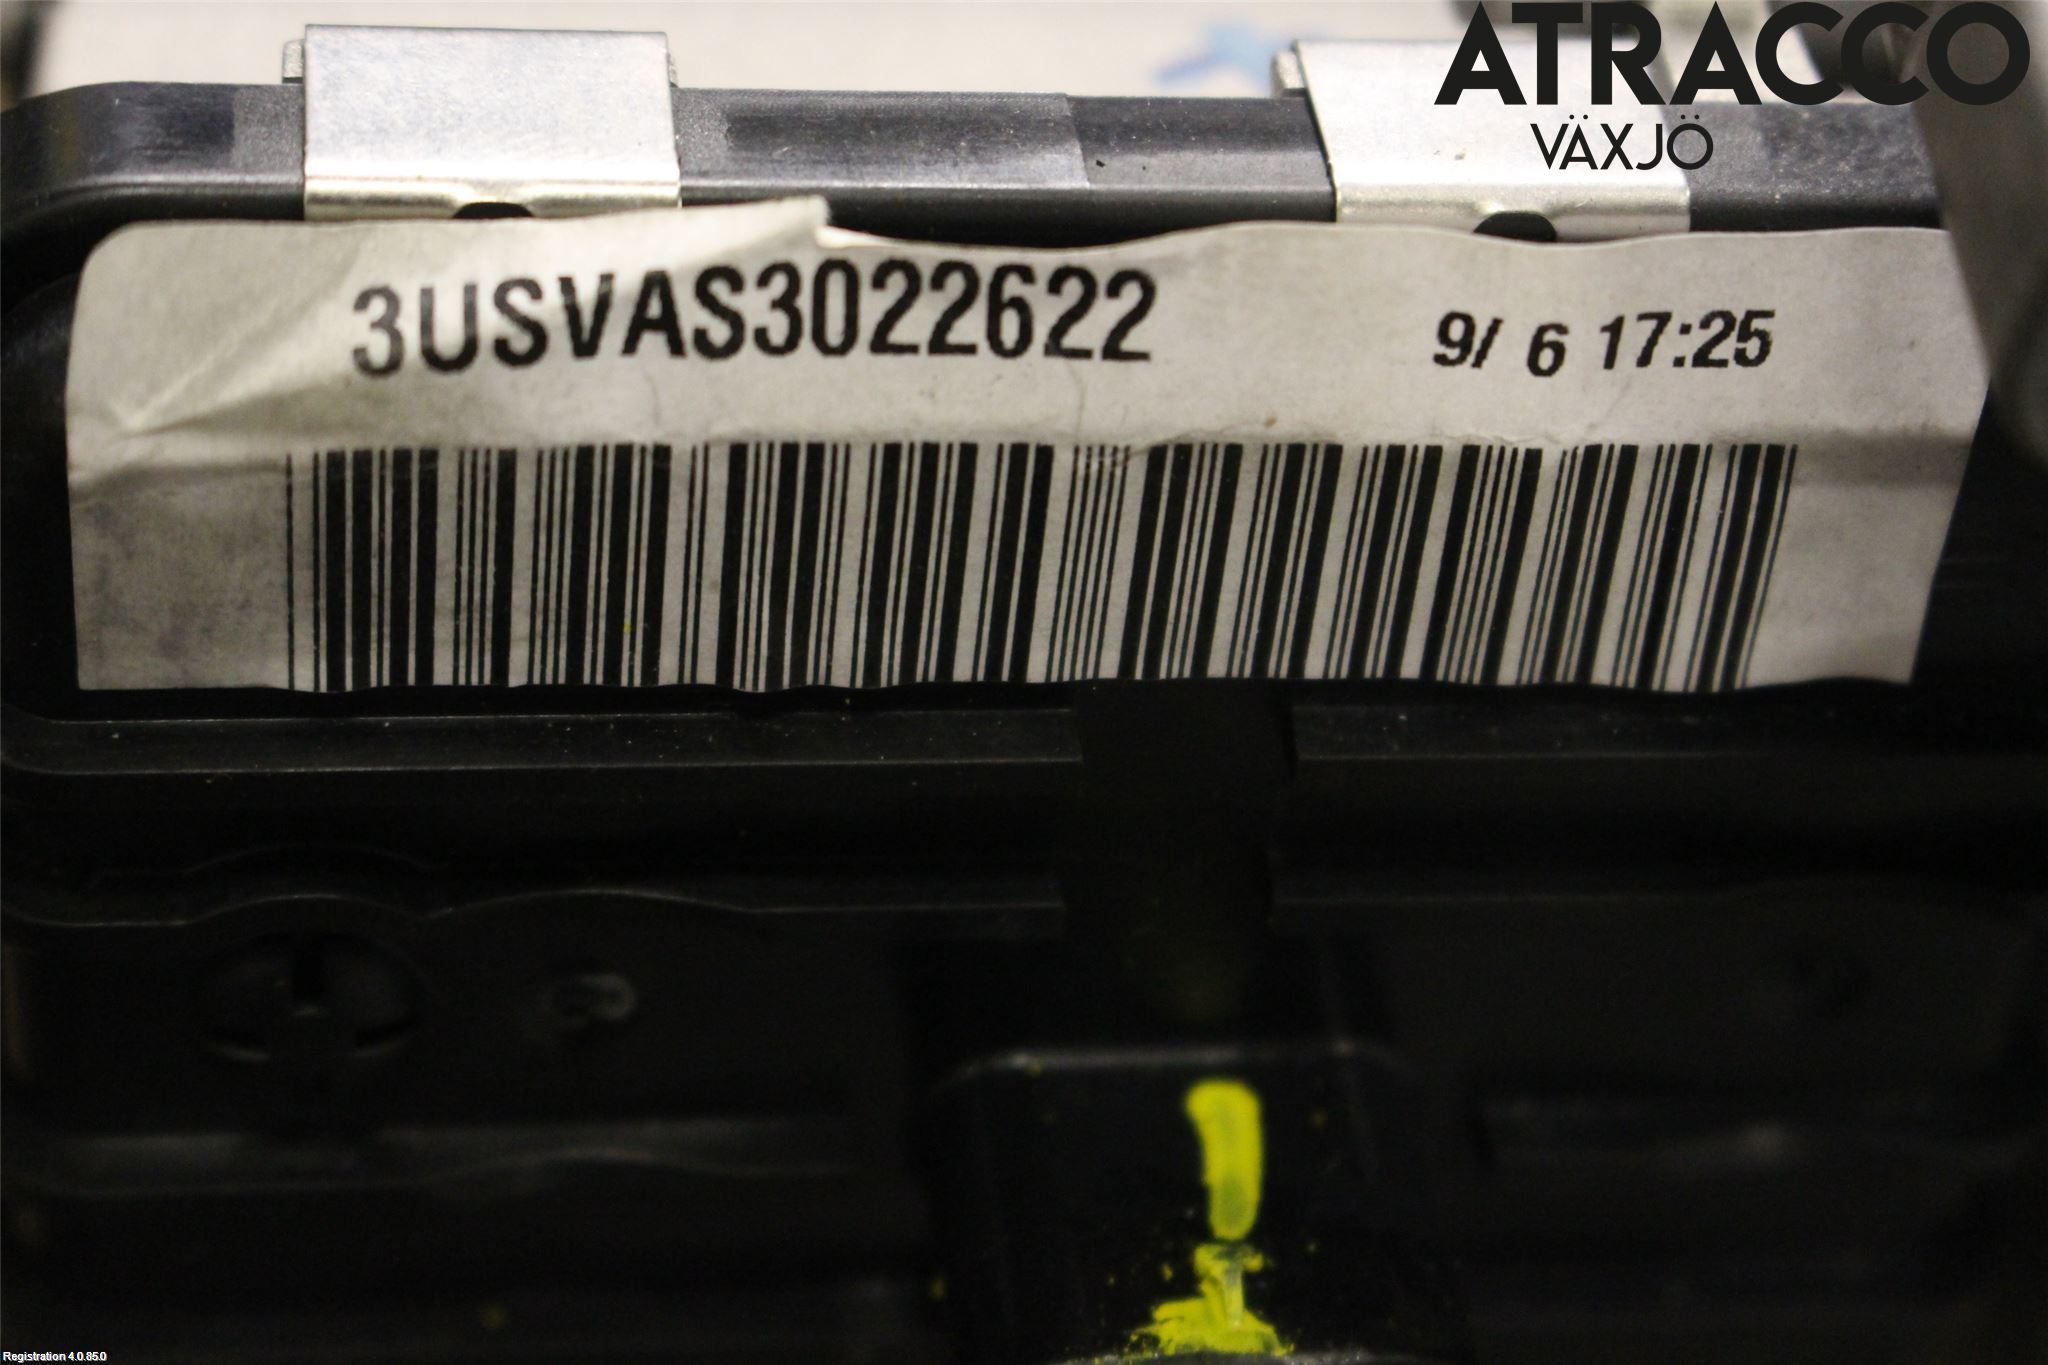 ATRACCO
VÄXJÖ
3USVAS3022622 9/ 6 17:25
Registration 4.0.85.0